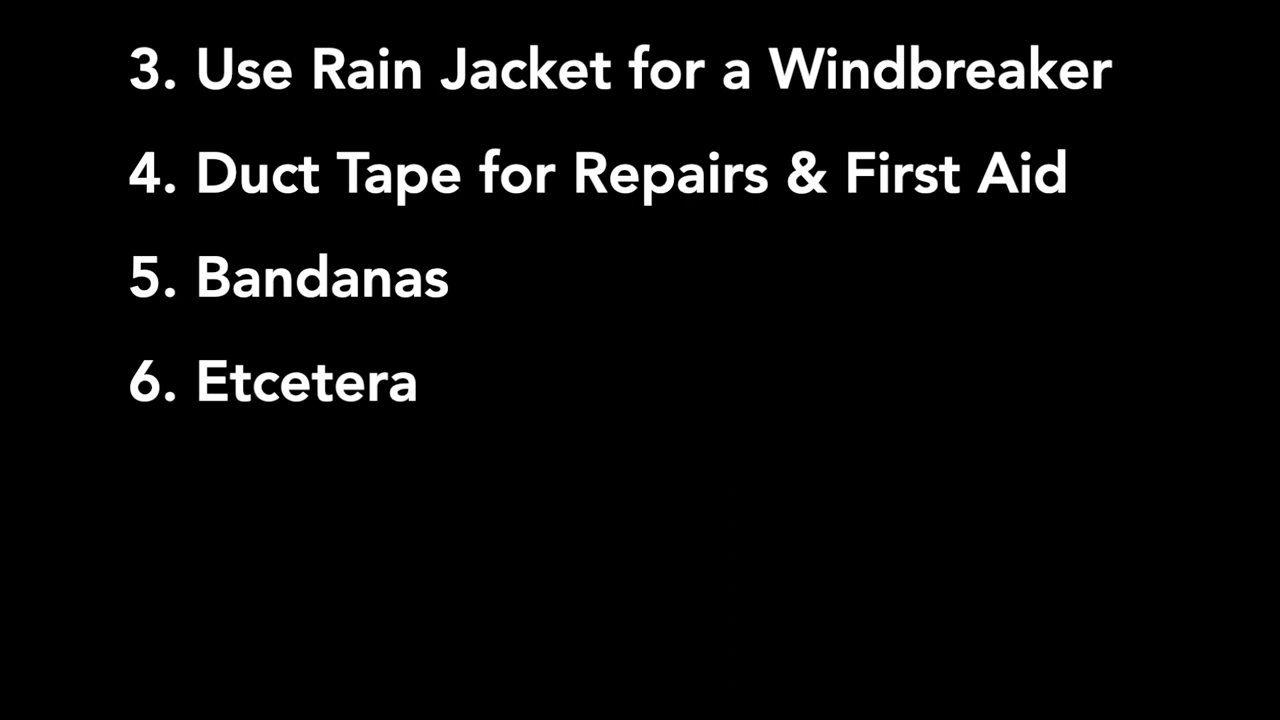 3. Use Rain Jacket for a Windbreaker
4. Duct Tape for Repairs & First Aid
5. Bandanas
6. Etcetera